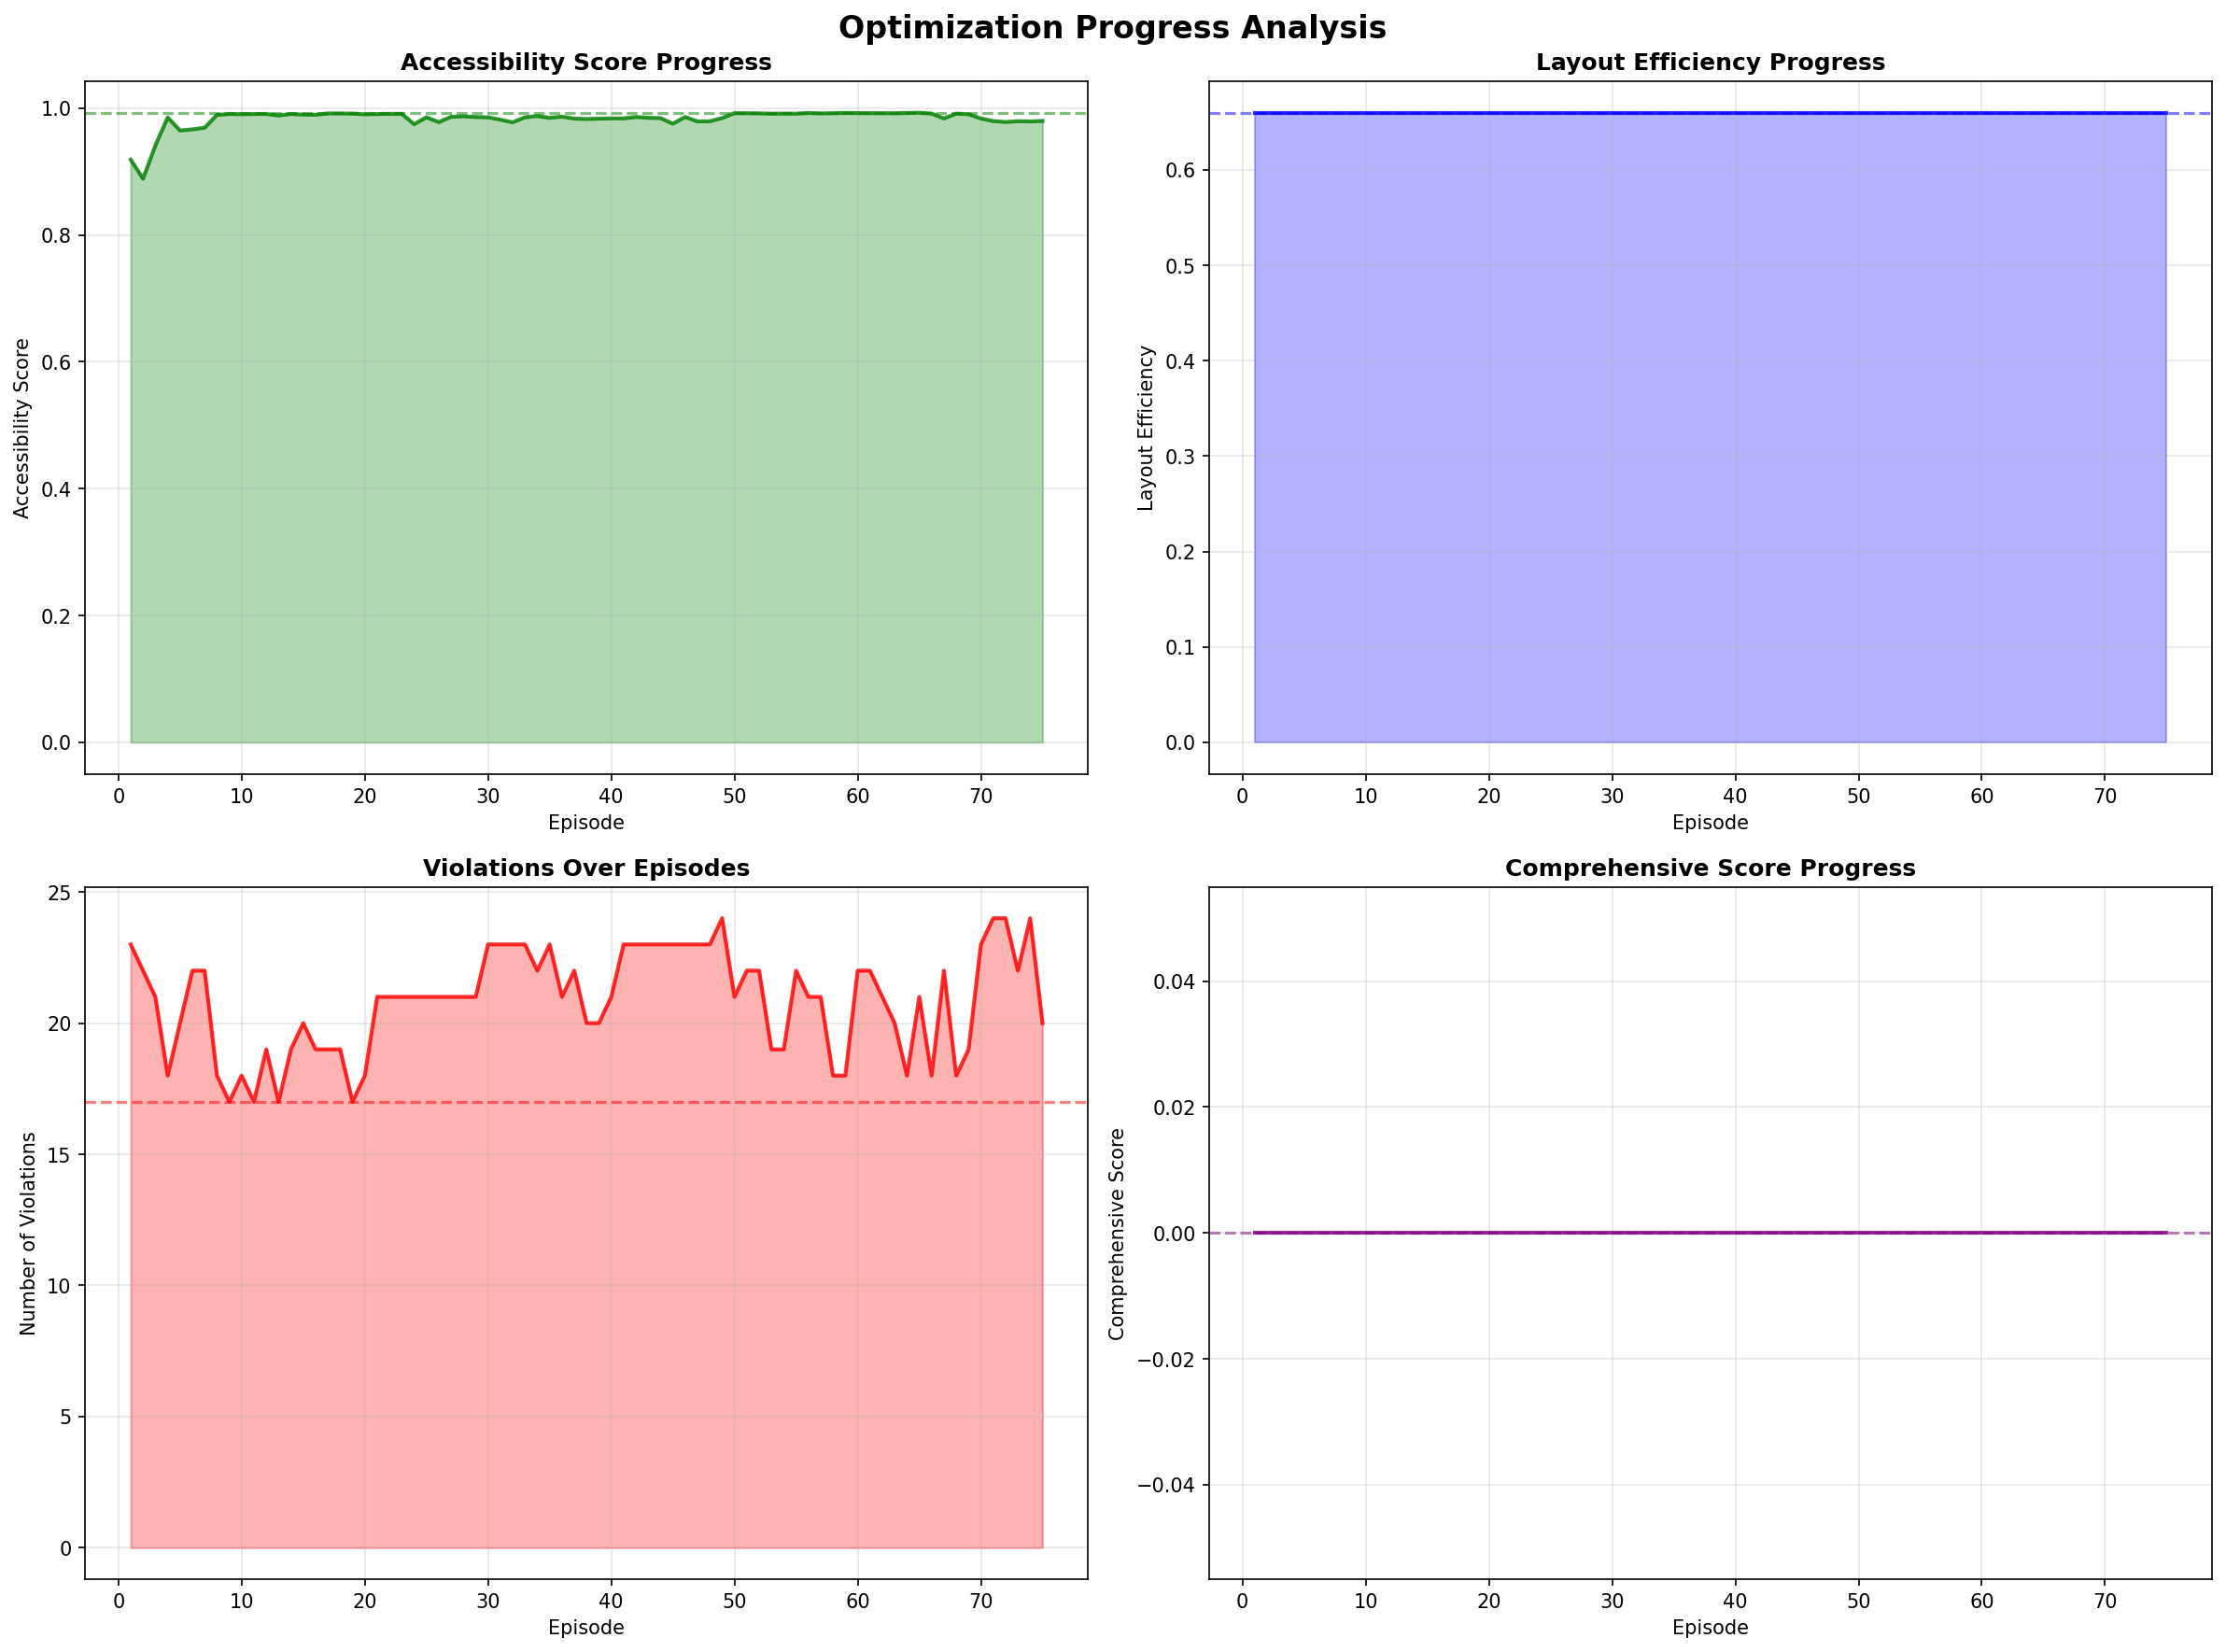 Optimization Progress Analysis
Accessibility Score Progress
Accessibility Score
1.0
0.8
0.6
0.4
0.2
0.0
0 10 20 30 40 50 60 70
Episode
Layout Efficiency Progress
Layout Efficiency
0.6
0.5
0.4
0.3
0.2
0.1
0.0
0 10 20 30 40 50 60 70
Episode
Violations Over Episodes
Number of Violations
25
20
15
10
5
0
0 10 20 30 40 50 60 70
Episode
Comprehensive Score Progress
Comprehensive Score
0.04
0.02
0.00
−0.02
−0.04
0 10 20 30 40 50 60 70
Episode